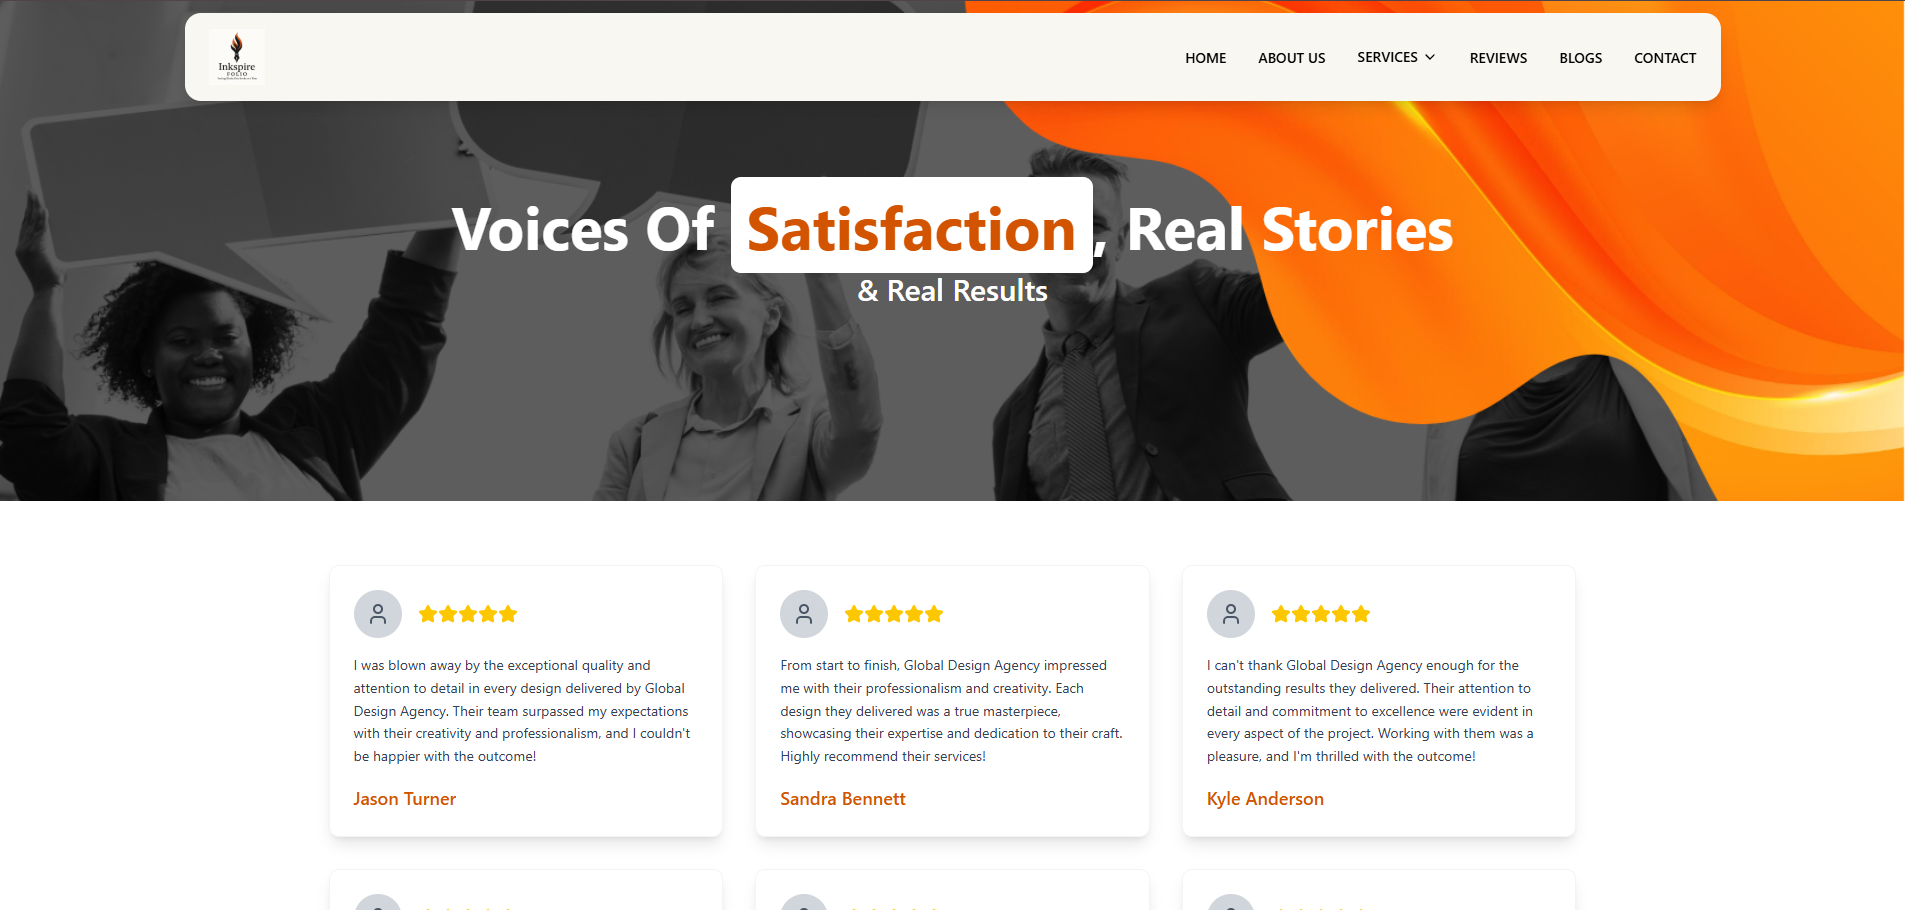 Inkspire
FOLIO
HOME ABOUT US SERVICES REVIEWS BLOGS CONTACT
Voices Of Satisfaction, Real Stories
& Real Results
I was blown away by the exceptional quality and
attention to detail in every design delivered by Global
Design Agency. Their team surpassed my expectations
with their creativity and professionalism, and I couldn't
be happier with the outcome!
Jason Turner
From start to finish, Global Design Agency impressed
me with their professionalism and creativity. Each
design they delivered was a true masterpiece,
showcasing their expertise and dedication to their craft.
Highly recommend their services!
Sandra Bennett
I can't thank Global Design Agency enough for the
outstanding results they delivered. Their attention to
detail and commitment to excellence were evident in
every aspect of the project. Working with them was a
pleasure, and I'm thrilled with the outcome!
Kyle Anderson